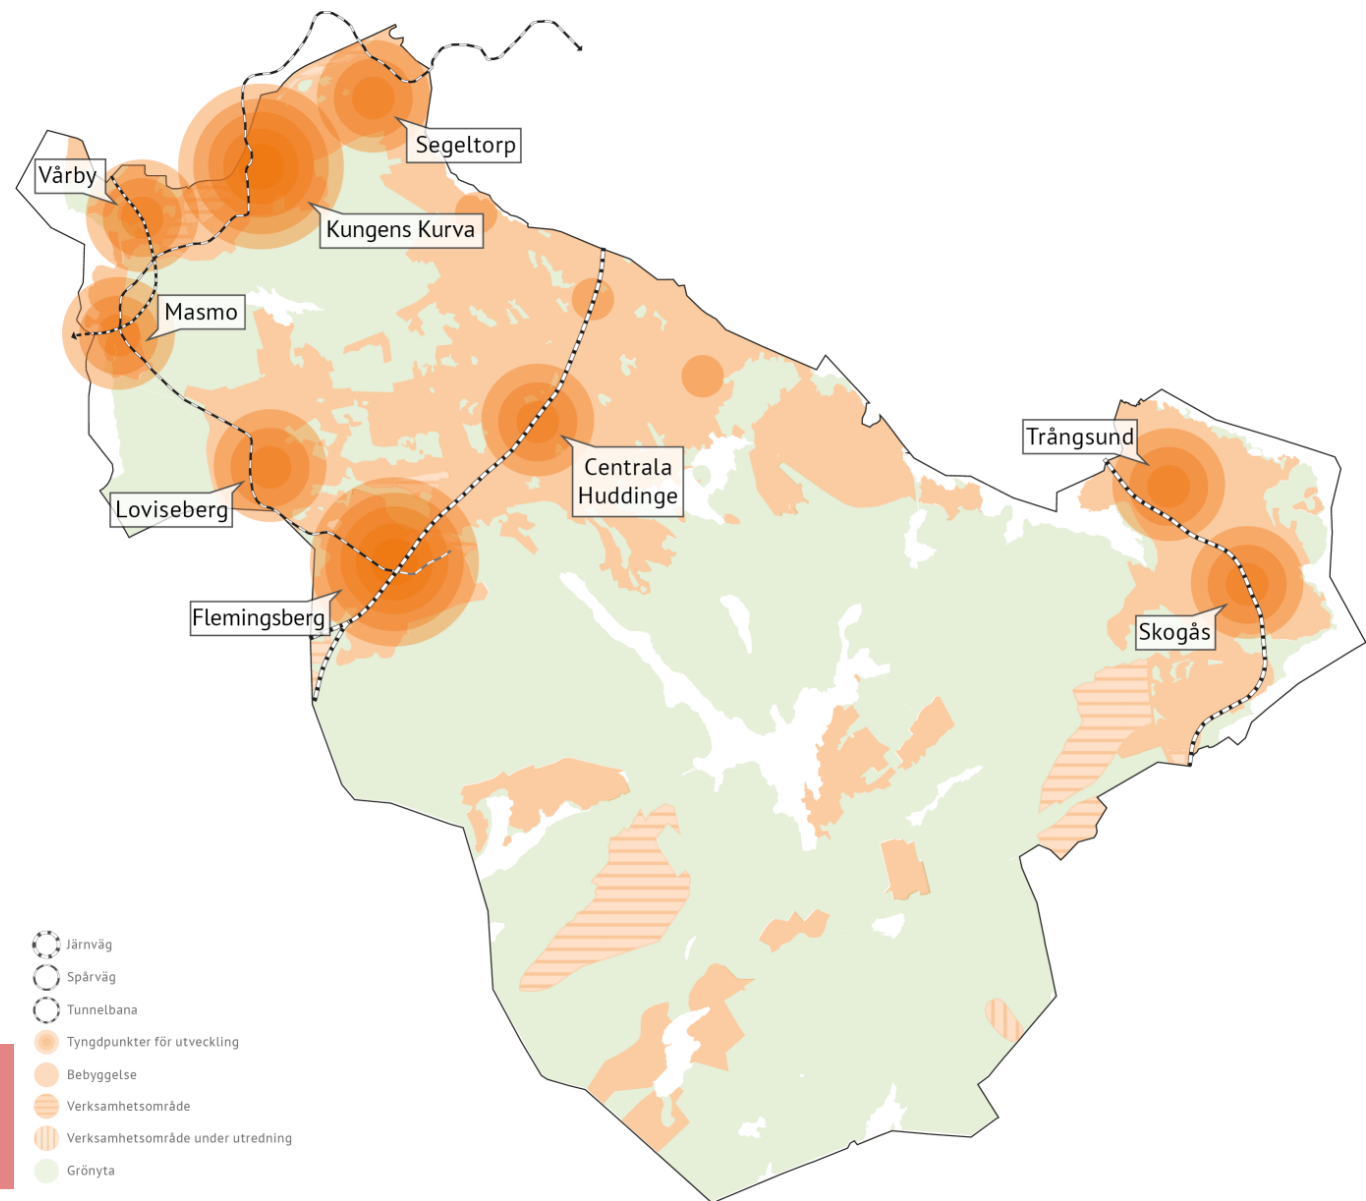 Segeltorp
Vårby
Kungens Kurva
Masmo
Trångsund
Centrala
Huddinge
Loviseberg
Flemingsberg
Skogås
Järnväg
Spårväg
Tunnelbana
Tyngdpunkter för utveckling
Bebyggelse
Verksamhetsområde
Verksamhetsområde under utredning
Grönyta